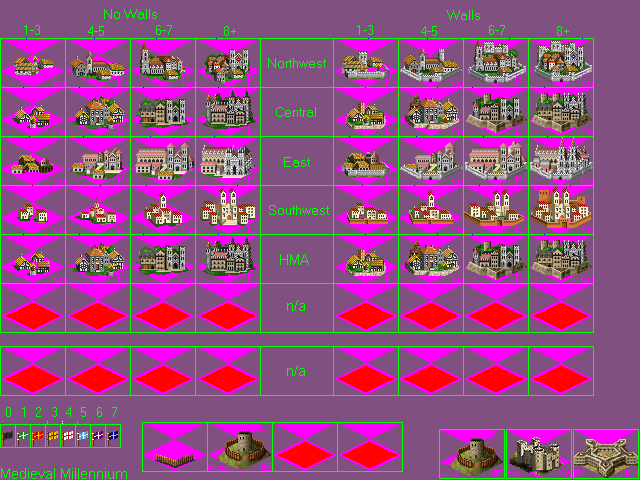 No Walls Walls
1-3 4-5 6-7 8+ 1-3 4-5 6-7 8+
Northwest
Central
East
Southwest
HMA
n/a
n/a
0 1 2 3 4 5 6 7
Medieval Millennium